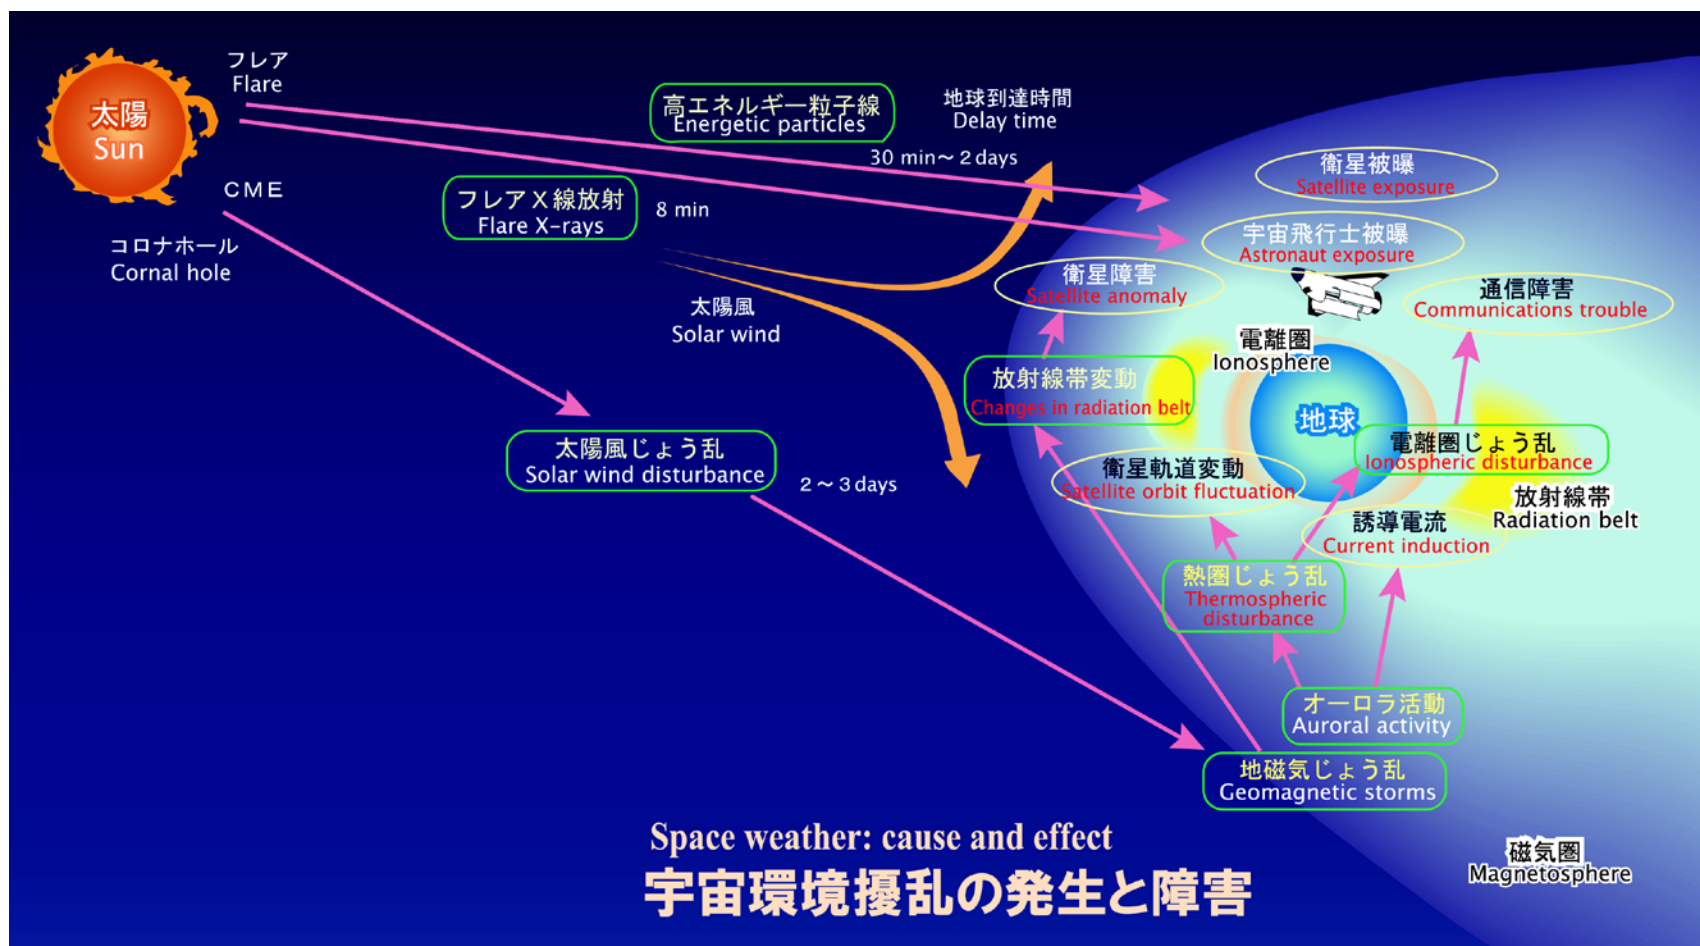 フレア
Flare
太陽
Sun
高エネルギー粒子線
Energetic particles
地球到達時間
Delay time
30 min～2 days
フレアX線放射
Flare X-rays
8 min
CME
コロナホール
Cornal hole
衛星被曝
Satellite exposure
宇宙飛行士被曝
Astronaut exposure
衛星障害
Satellite anomaly
通信障害
Communications trouble
太陽風
Solar wind
電離圏
Ionosphere
放射線帯変動
Changes in radiation belt
地球
太陽風じょう乱
Solar wind disturbance
2～3 days
電離圏じょう乱
Ionospheric disturbance
衛星軌道変動
Satellite orbit fluctuation
放射線帯
Radiation belt
誘導電流
Current induction
熱圏じょう乱
Thermospheric
disturbance
オーロラ活動
Auroral activity
地磁気じょう乱
Geomagnetic storms
Space weather: cause and effect
宇宙環境擾乱の発生と障害
磁気圏
Magnetosphere